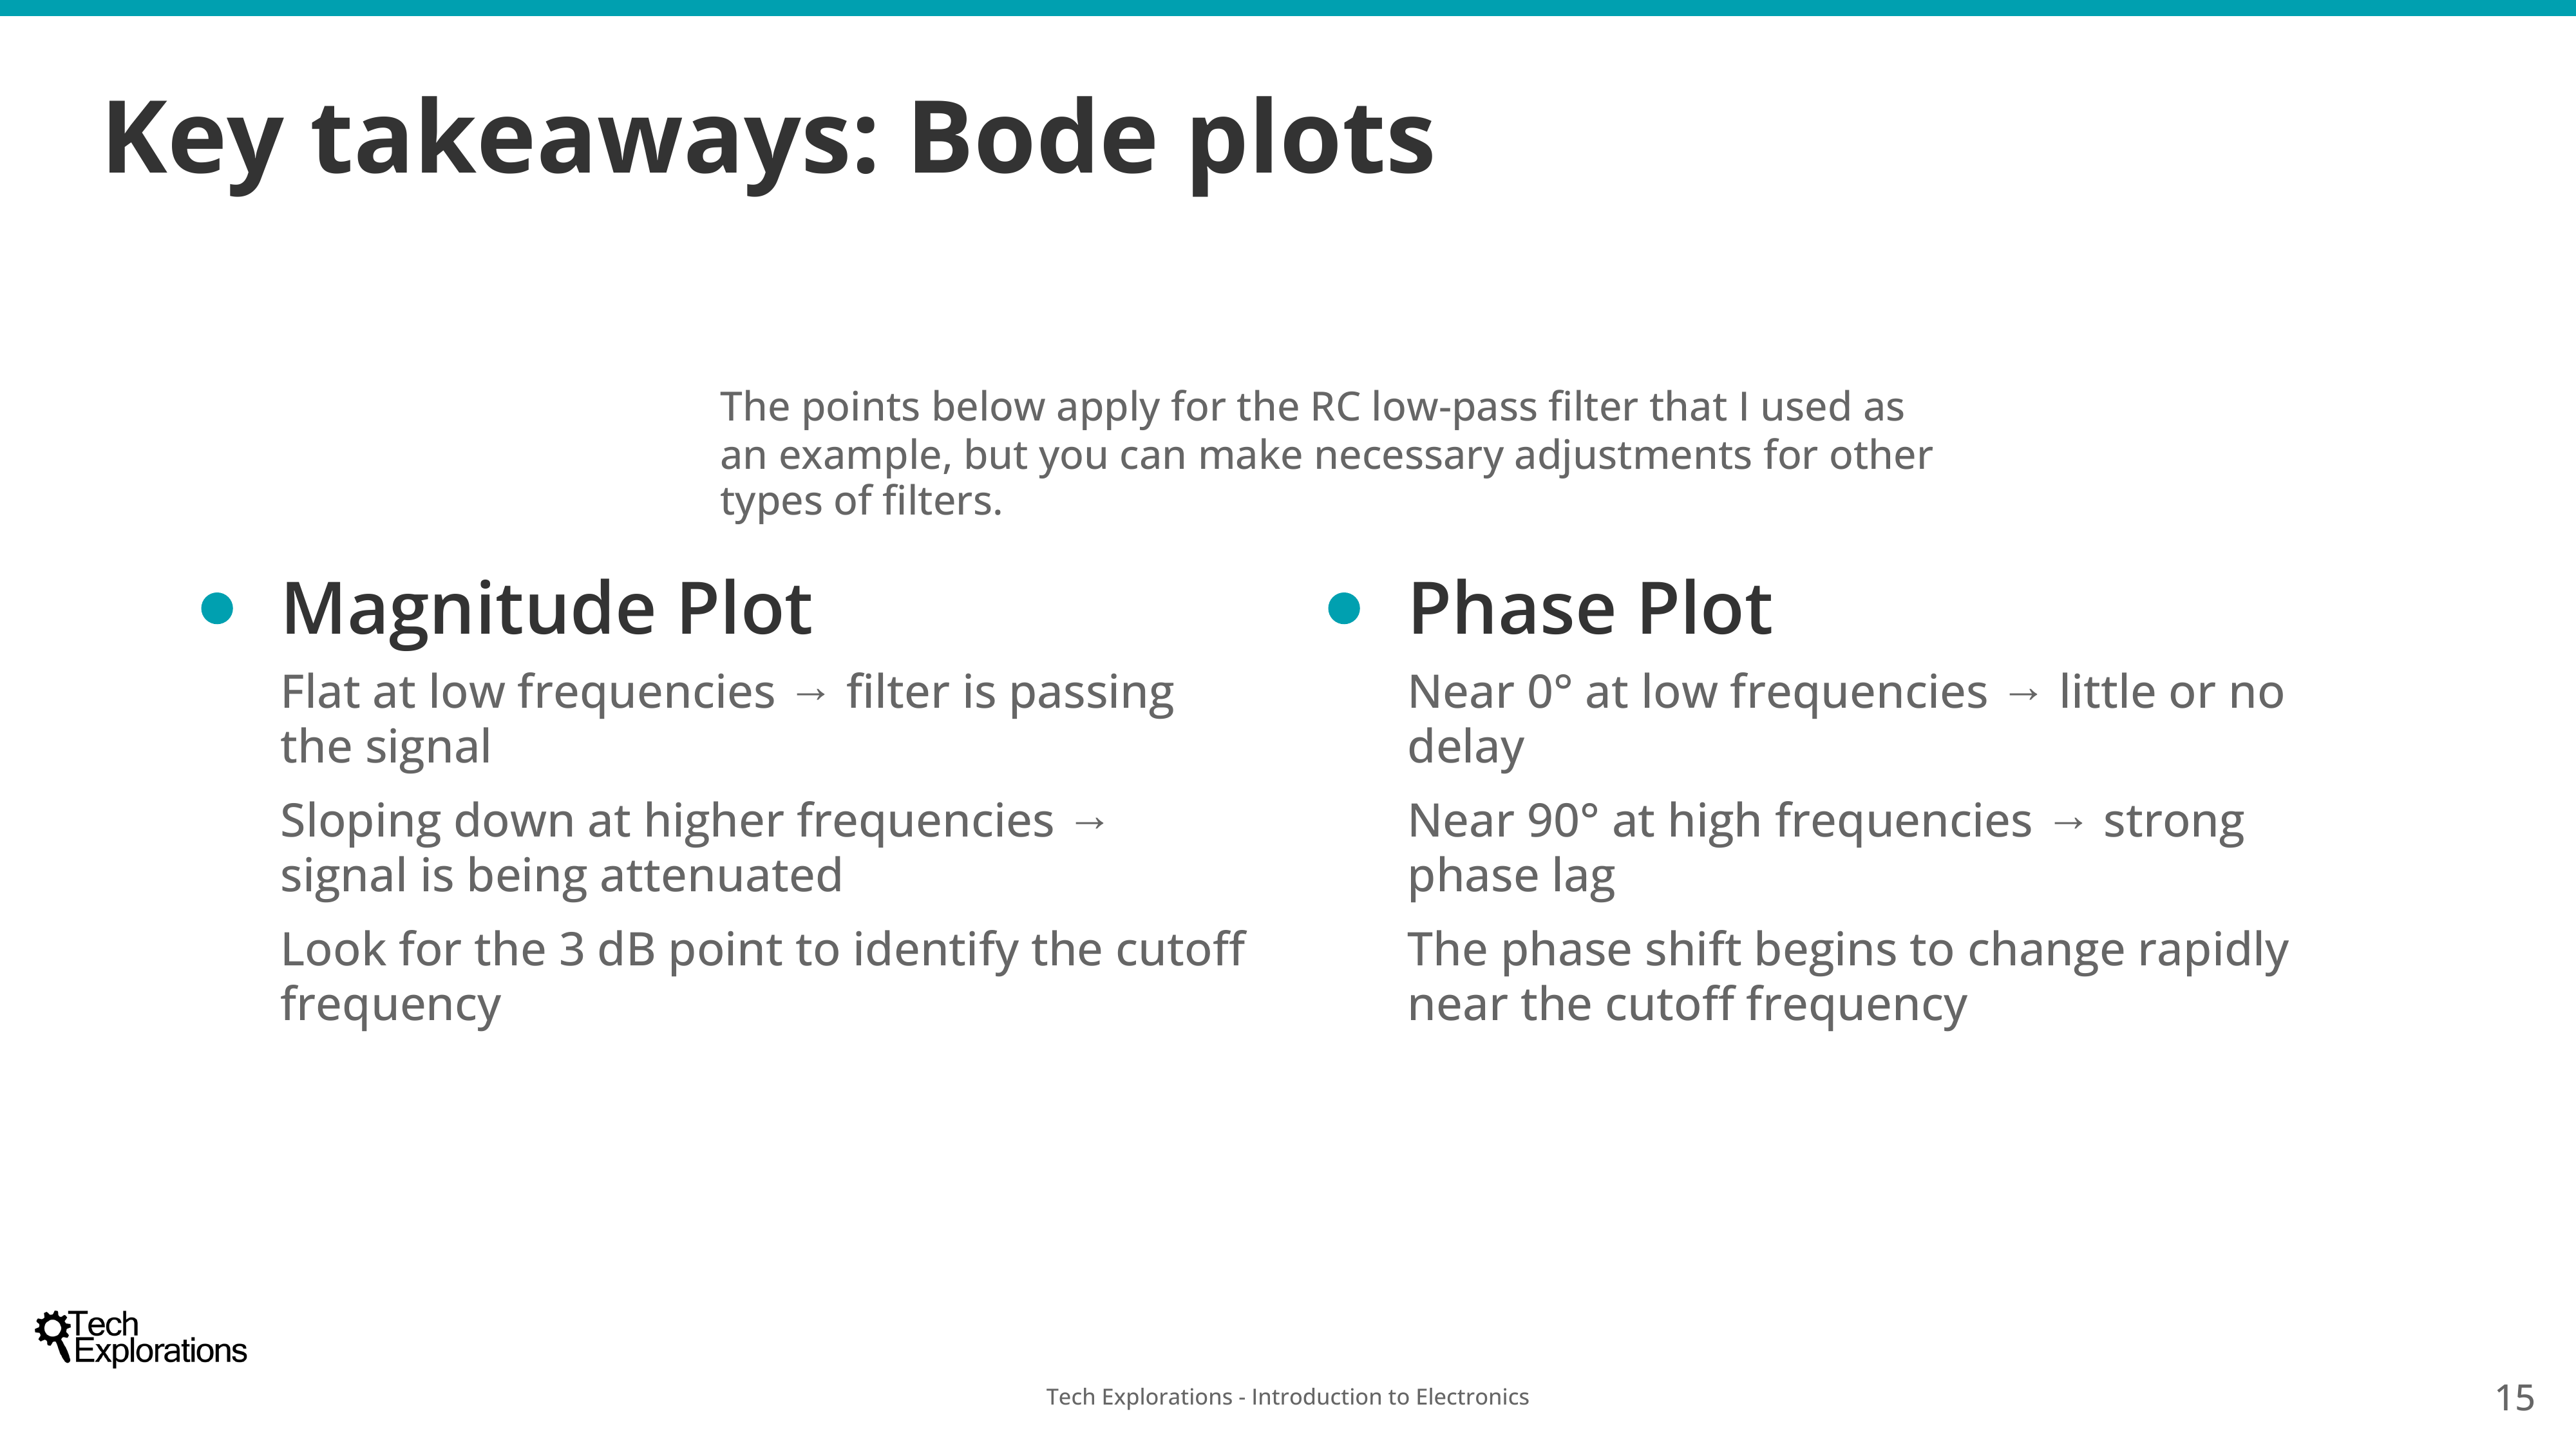 Key takeaways: Bode plots
The points below apply for the RC low-pass filter that I used as
an example, but you can make necessary adjustments for other
types of filters.
Magnitude Plot
Flat at low frequencies → filter is passing
the signal
Sloping down at higher frequencies →
signal is being attenuated
Look for the 3 dB point to identify the cutoff
frequency
Phase Plot
Near 0° at low frequencies → little or no
delay
Near 90° at high frequencies → strong
phase lag
The phase shift begins to change rapidly
near the cutoff frequency
Tech
Explorations
Tech Explorations - Introduction to Electronics
15